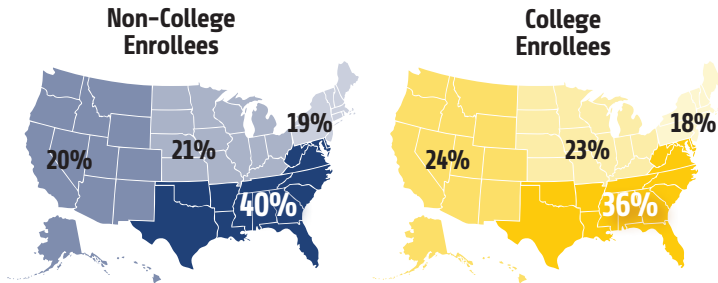 Non-College
Enrollees
20%
21%
19%
40%
College
Enrollees
24%
23%
18%
36%